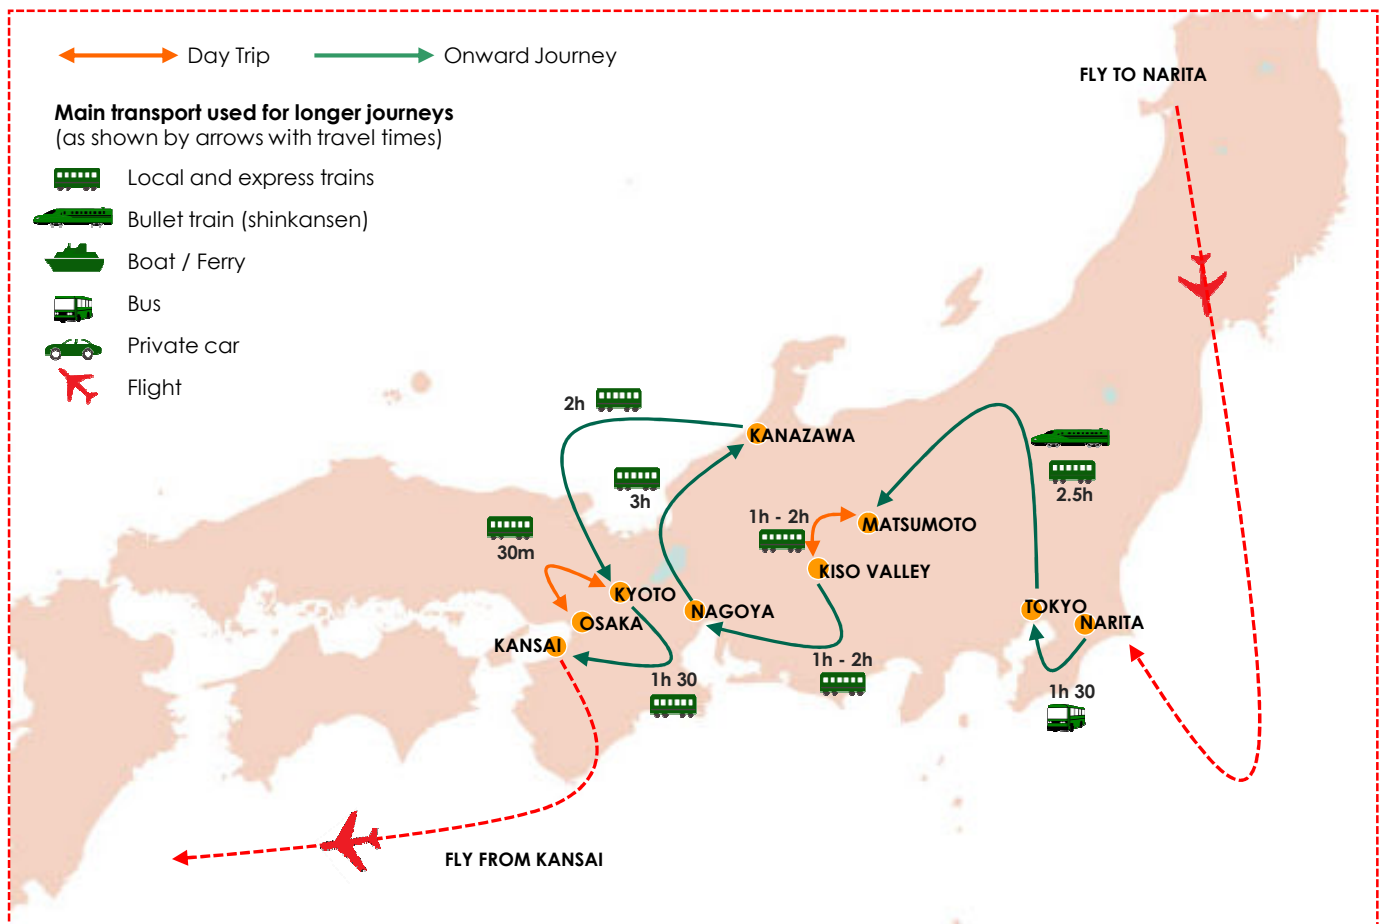 Day Trip
Onward Journey
FLY TO NARITA
Main transport used for longer journeys
(as shown by arrows with travel times)
Local and express trains
Bullet train (shinkansen)
Boat / Ferry
Bus
Private car
Flight
2h
KANAZAWA
3h
2.5h
1h - 2h
MATSUMOTO
30m
KISO VALLEY
KYOTO
NAGOYA
TOKYO
OSAKA
NARITA
KANSAI
1h - 2h
1h 30
1h 30
FLY FROM KANSAI